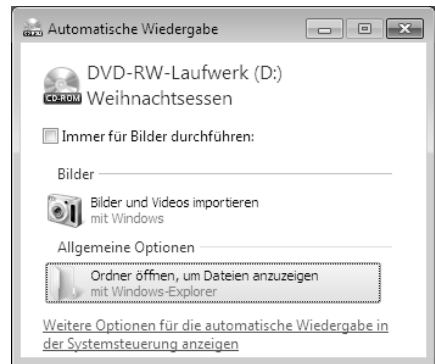 Automatische Wiedergabe
DVD-RW-Laufwerk (D:)
CD-ROM Weihnachtsessen
Immer für Bilder durchführen:
Bilder
Bilder und Videos importieren
mit Windows
Allgemeine Optionen
Ordner öffnen, um Dateien anzuzeigen
mit Windows-Explorer
Weitere Optionen für die automatische Wiedergabe in
der Systemsteuerung anzeigen